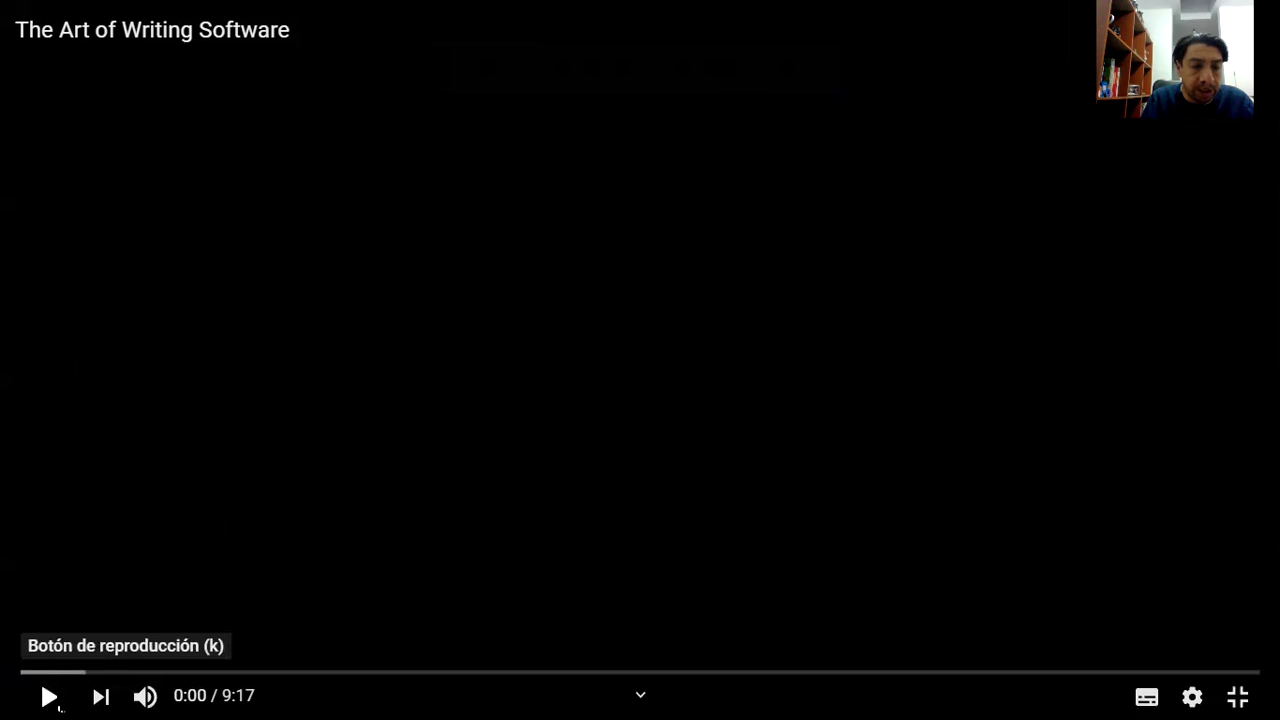 The Art of Writing Software
Botón de reproducción (k)
0:00 / 9:17